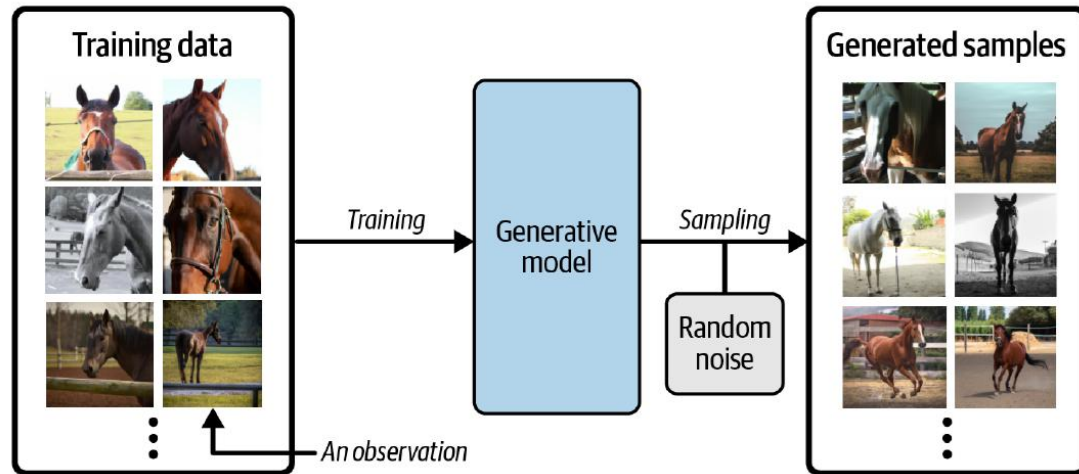 Training data
Generated samples
Training
Generative
model
Sampling
Random
noise
An observation